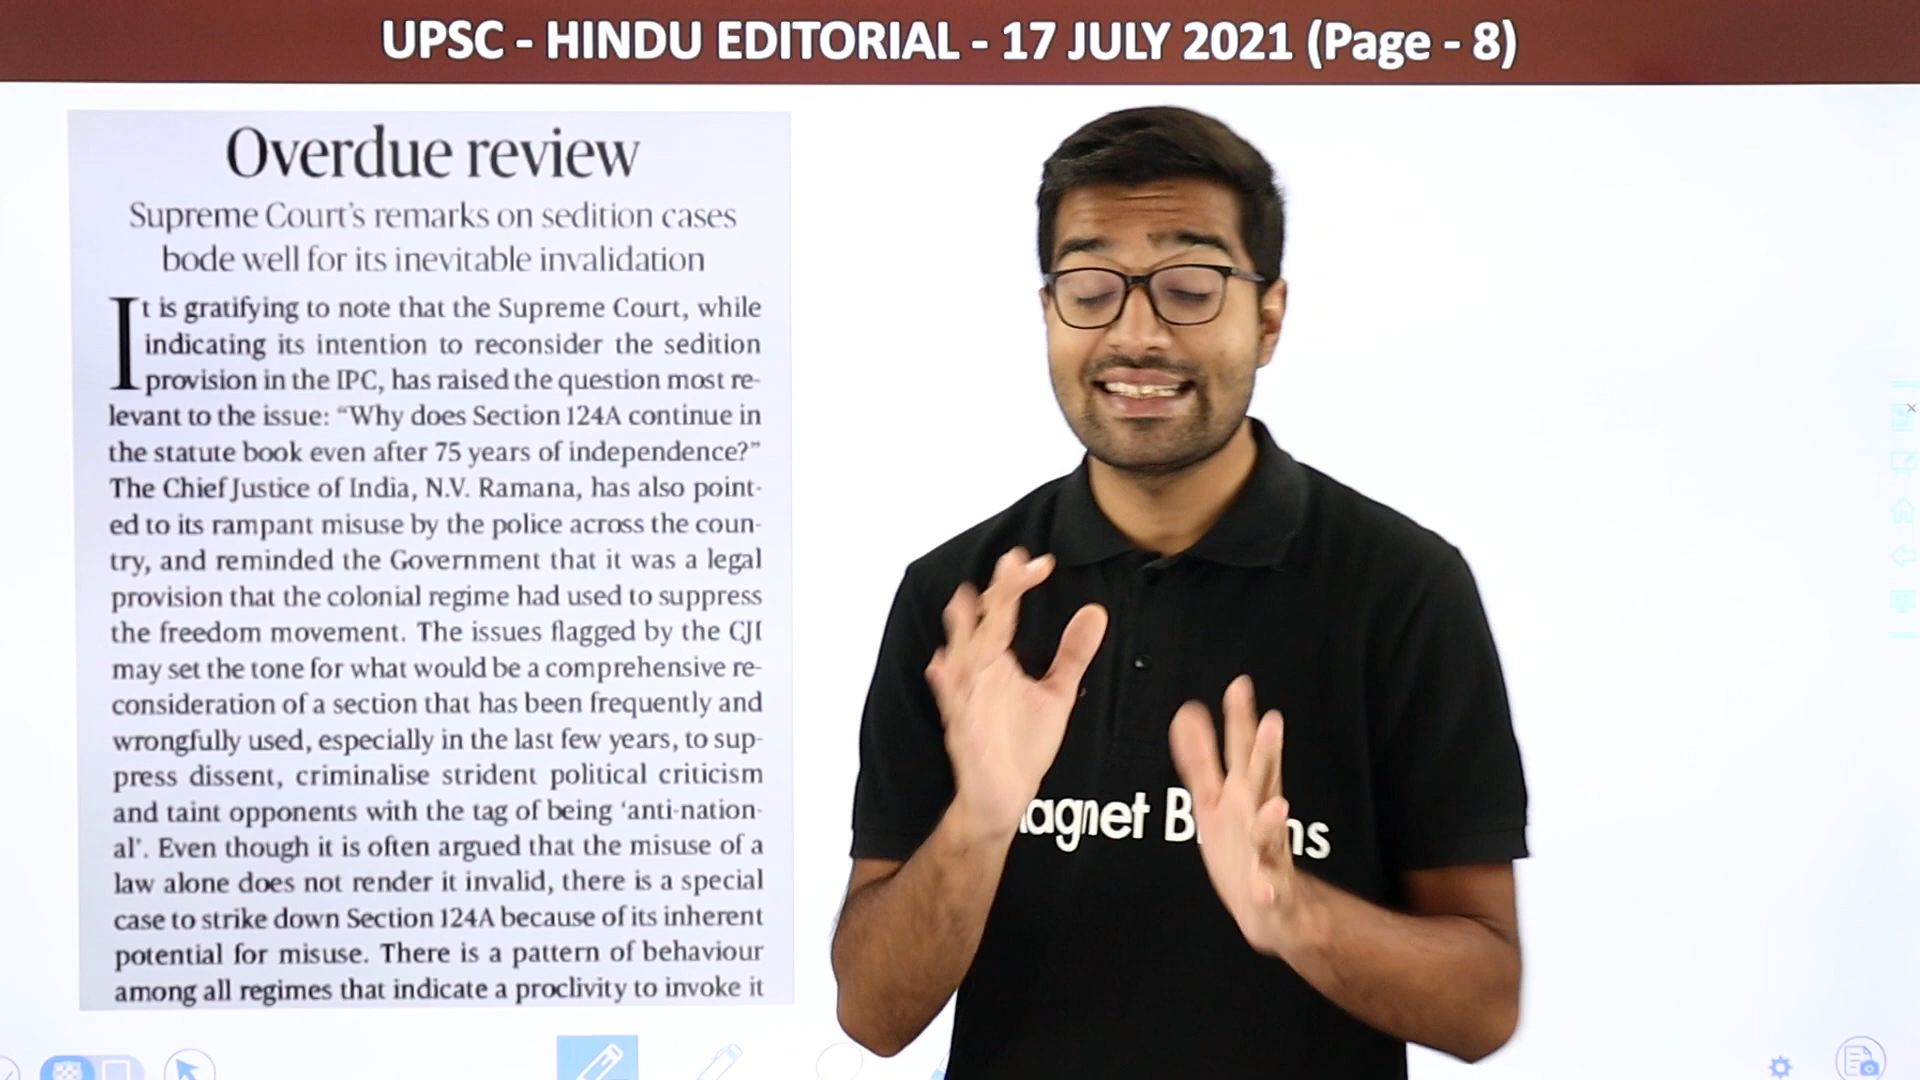 UPSC - HINDU EDITORIAL - 17 JULY 2021 (Page - 8)
Overdue review
Supreme Court's remarks on sedition cases
bode well for its inevitable invalidation
It is gratifying to note that the Supreme Court, while
indicating its intention to reconsider the sedition
provision in the IPC, has raised the question most re-
levant to the issue: “Why does Section 124A continue in
the statute book even after 75 years of independence?”
The Chief Justice of India, N.V. Ramana, has also point-
ed to its rampant misuse by the police across the coun-
try, and reminded the Government that it was a legal
provision that the colonial regime had used to suppress
the freedom movement. The issues flagged by the CJI
may set the tone for what would be a comprehensive re-
consideration of a section that has been frequently and
wrongfully used, especially in the last few years, to sup-
press dissent, criminalise strident political criticism
and taint opponents with the tag of being ‘anti-nation-
al’. Even though it is often argued that the misuse of a
law alone does not render it invalid, there is a special
case to strike down Section 124A because of its inherent
potential for misuse. There is a pattern of behaviour
among all regimes that indicate a proclivity to invoke it